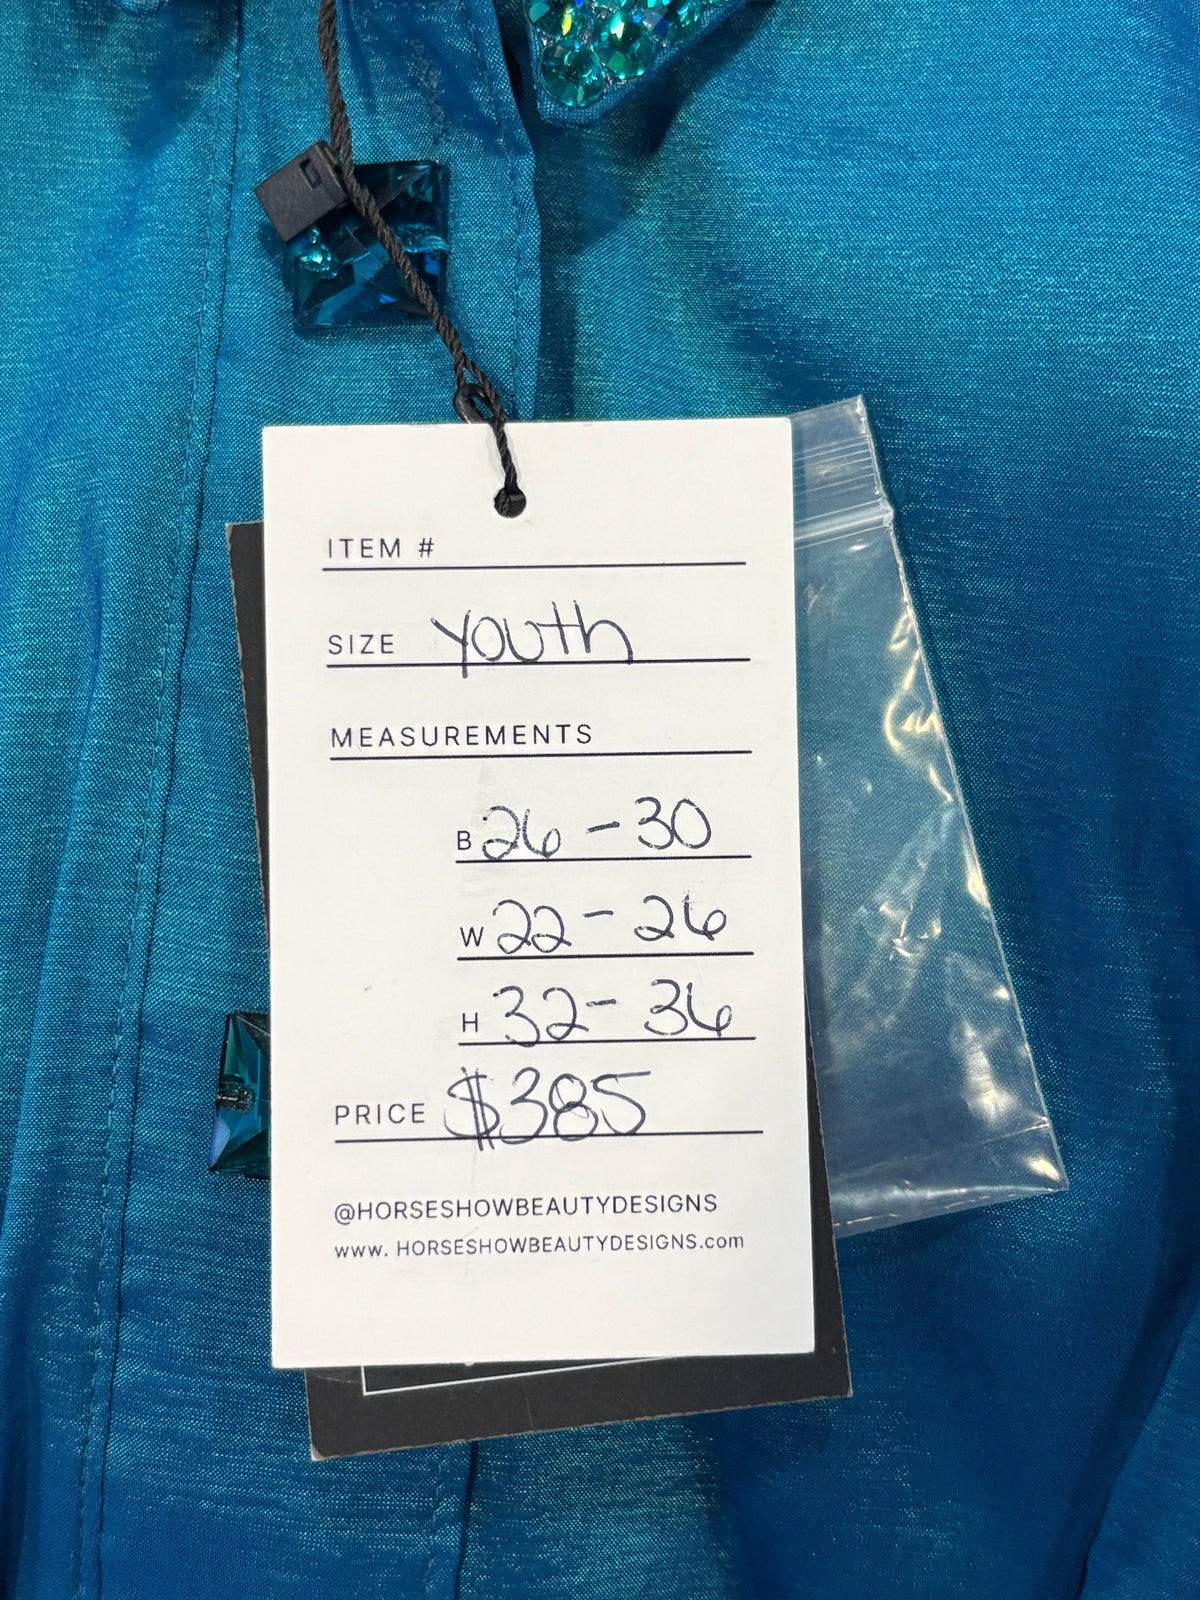 ITEM #
SIZE Youth
MEASUREMENTS
B 26 - 30
W 22 - 26
H 32 - 36
PRICE $385
@HORSESHOWBEAUTYDESIGNS
www. HORSESHOWBEAUTYDESIGNS.com